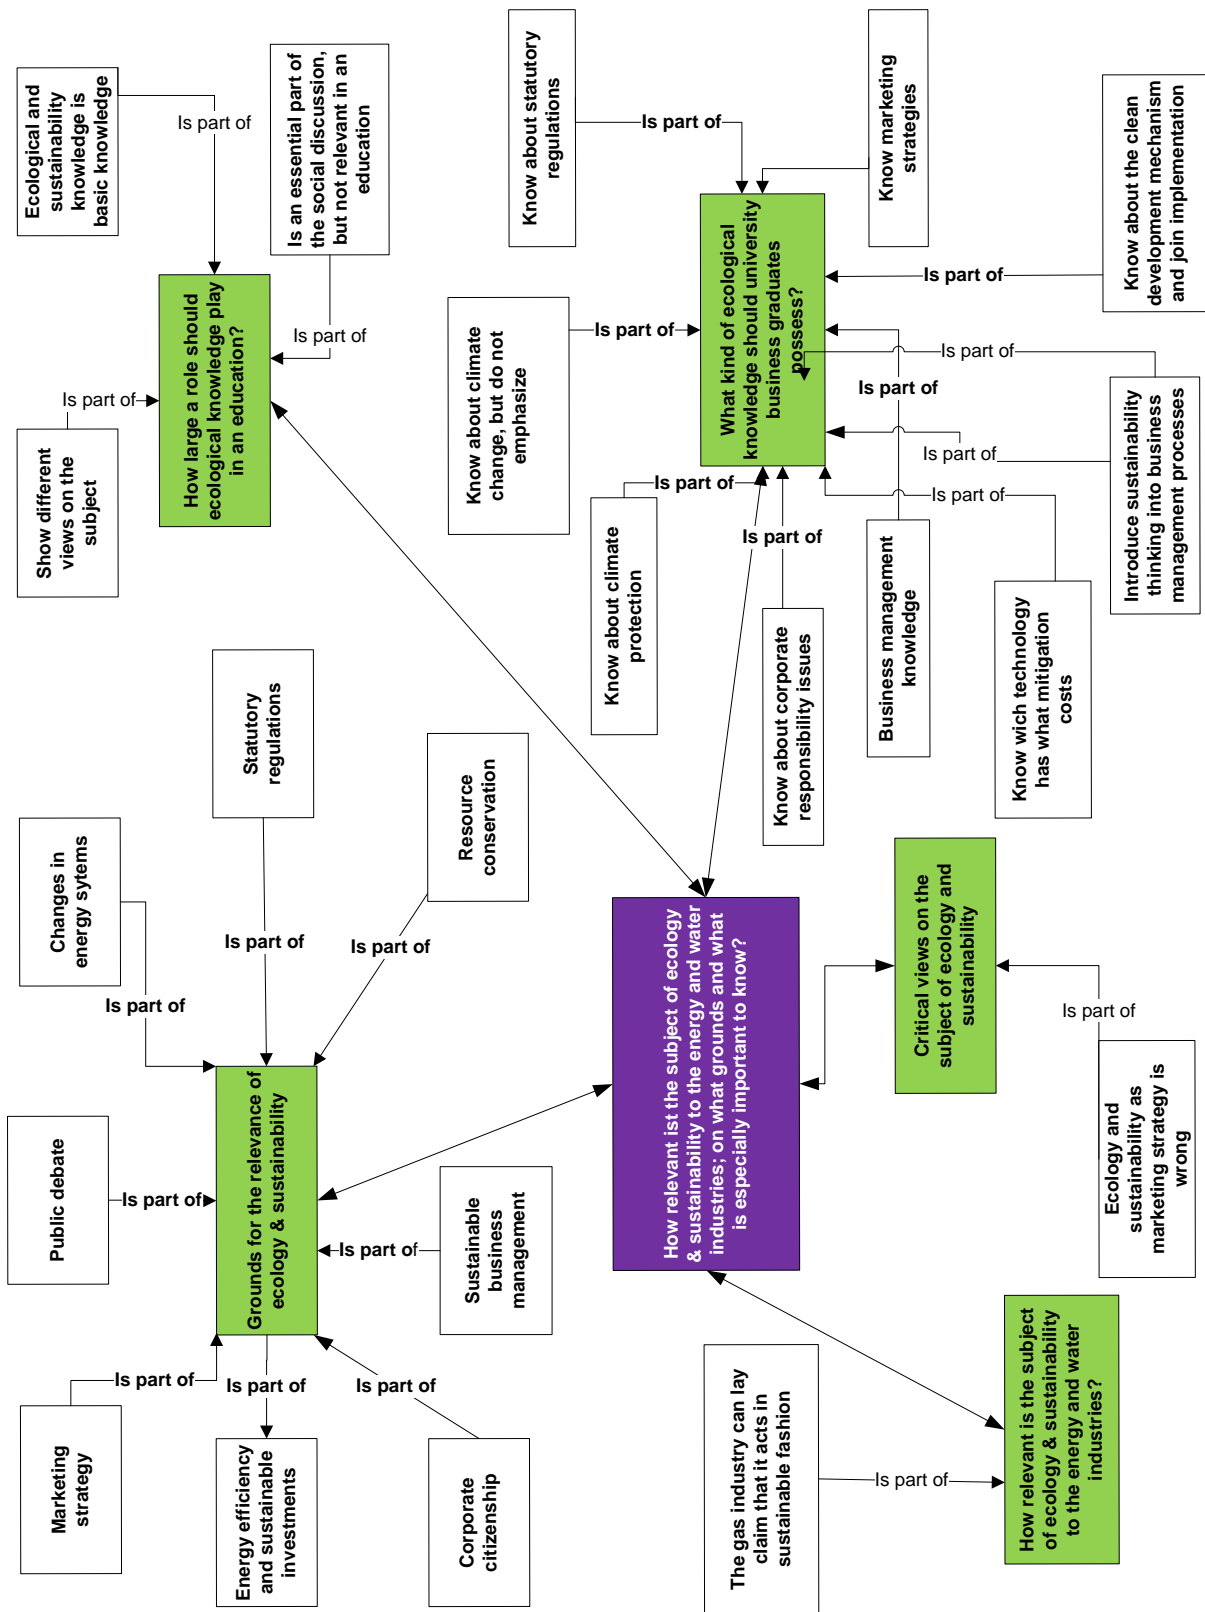 Marketing
strategy
Is part of
Public debate
Is part of
Changes in
energy sytems
Is part of
Statutory
regulations
Is part of
Resource
conservation
Is part of
Grounds for the relevance of
ecology & sustainability
Energy efficiency
and sustainable
investments
Is part of
Corporate
citizenship
Is part of
Sustainable
business
management
Is part of
Show different
views on the
subject
Is part of
Ecological and
sustainability
knowledge is
basic knowledge
Is part of
How large a role should
ecological knowledge play
in an education?
Is an essential part of
the social discussion,
but not relevant in an
education
Is part of
How relevant ist the subject of ecology
& sustainability to the energy and water
industries; on what grounds and what
is especially important to know?
Know about climate
change, but do not
emphasize
Is part of
Know about statutory
regulations
Is part of
Know about climate
protection
Is part of
Know about corporate
responsibility issues
Is part of
What kind of ecological
knowledge should university
business graduates
possess?
Know marketing
strategies
Business management
knowledge
Is part of
Know wich technology
has what mitigation
costs
Is part of
Introduce sustainability
thinking into business
management processes
Is part of
Is part of
Know about the clean
development mechanism
and join implementation
Is part of
The gas industry can lay
claim that it acts in
sustainable fashion
Is part of
How relevant is the subject
of ecology & sustainability
to the energy and water
industries?
Critical views on the
subject of ecology and
sustainability
Is part of
Ecology and
sustainability as
marketing strategy is
wrong